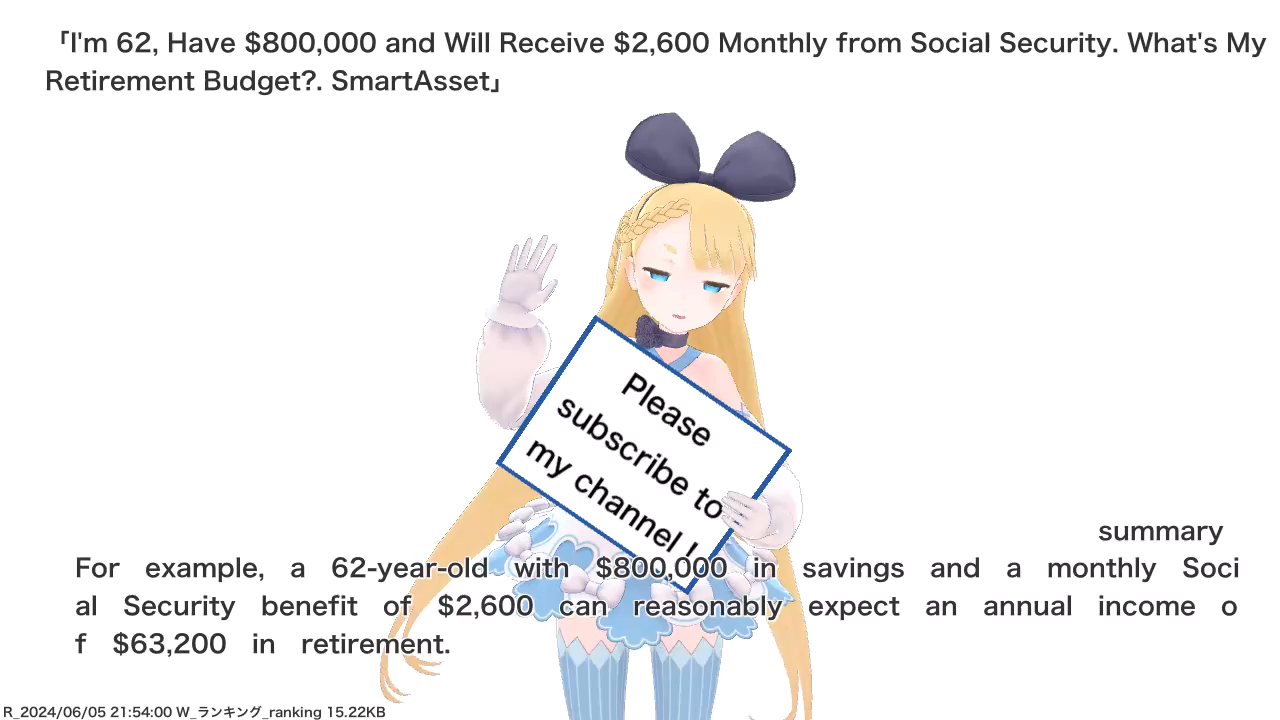 「I'm 62, Have $800,000 and Will Receive $2,600 Monthly from Social Security. What's My
Retirement Budget?. SmartAsset」
Please
subscribe to
my channel !
summary
For example, a 62-year-old with $800,000 in savings and a monthly Soci
al Security benefit of $2,600 can reasonably expect an annual income o
f $63,200 in retirement.
R_2024/06/05 21:54:00 W_ランキング_ranking 15.22KB